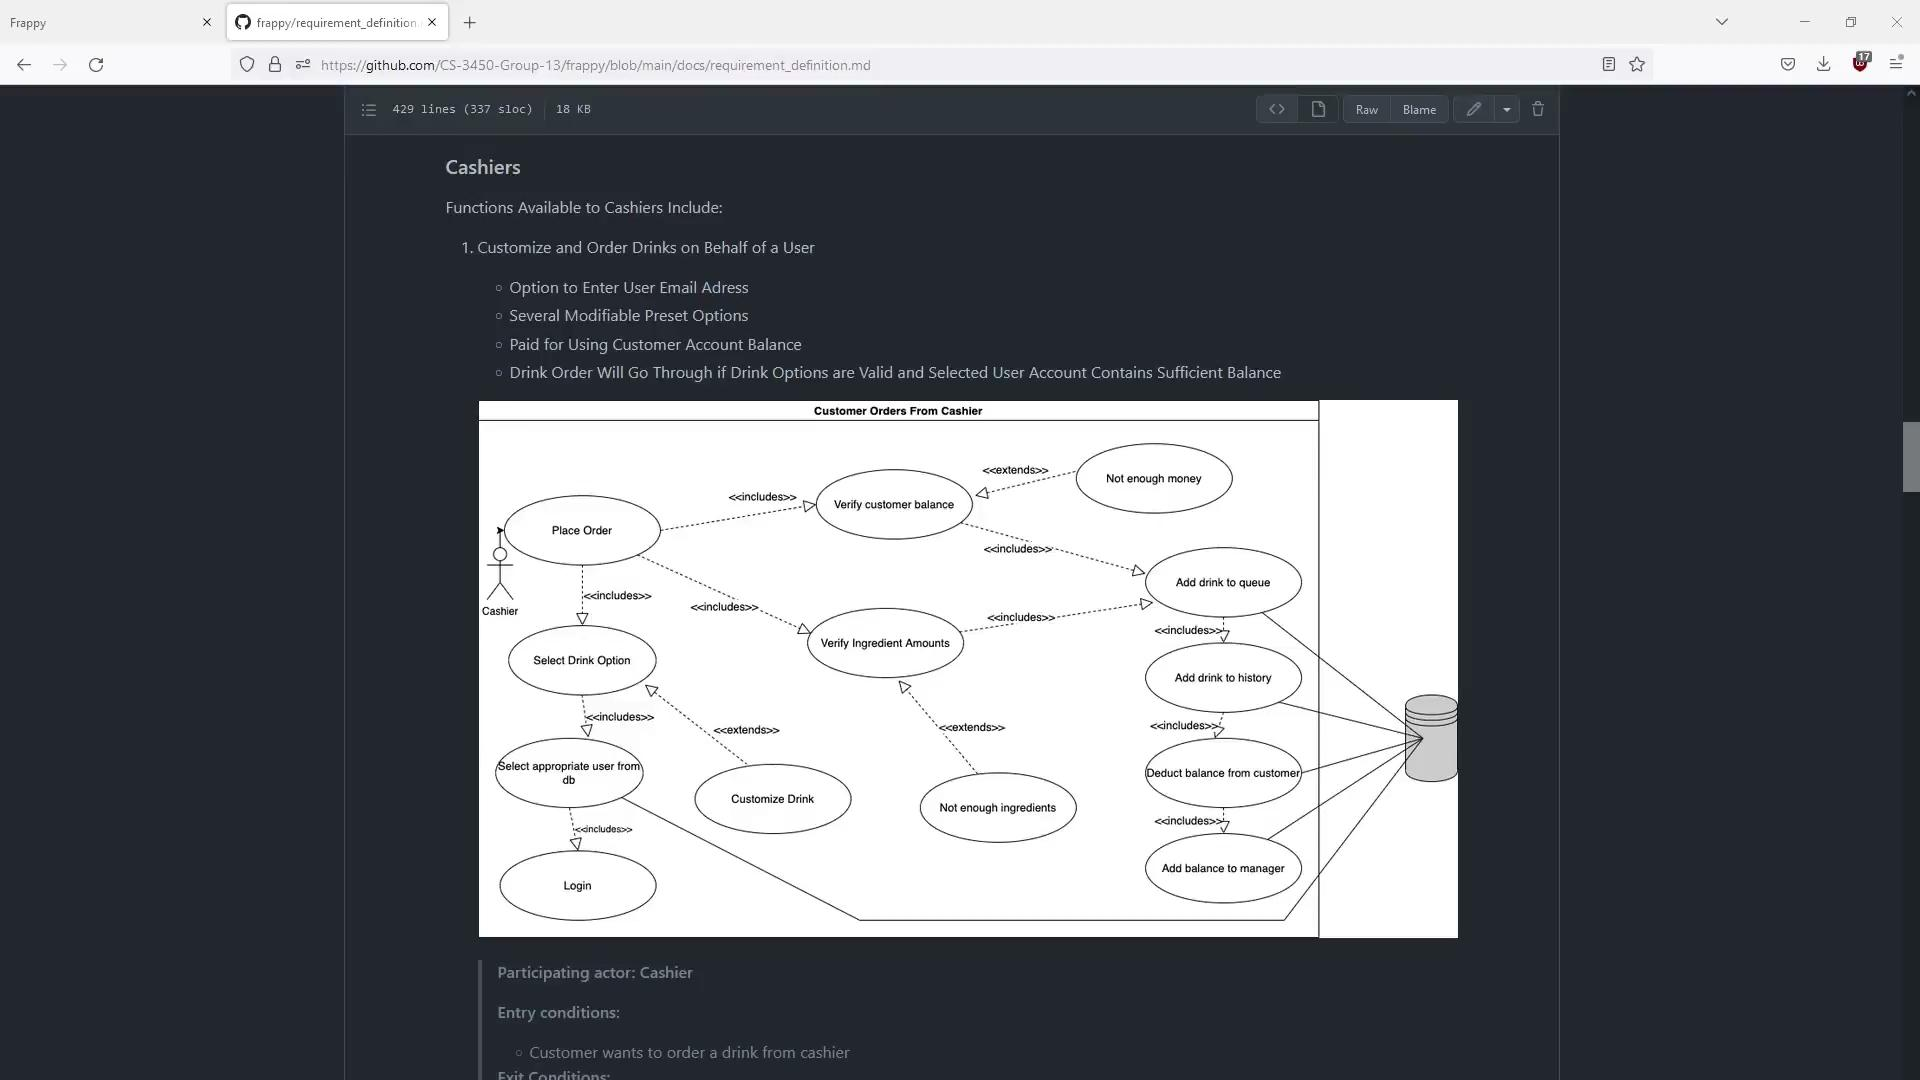 Frappy
frappy/requirement_definition.
https://github.com/CS-3450-Group-13/frappy/blob/main/docs/requirement_definition.md
17
429 lines (337 sloc)
18 KB
Raw
Blame
Cashiers
Functions Available to Cashiers Include:
1. Customize and Order Drinks on Behalf of a User
Option to Enter User Email Adress
Several Modifiable Preset Options
Paid for Using Customer Account Balance
Drink Order Will Go Through if Drink Options are Valid and Selected User Account Contains Sufficient Balance
Customer Orders From Cashier
<<extends>>
Not enough money
<<includes>>
Verify customer balance
Place Order
<<includes>>
Add drink to queue
<<includes>>
Cashier
<<includes>>
<<includes>>
<<includes>>
Verify Ingredient Amounts
Select Drink Option
Add drink to history
<<includes>>
<<extends>>
<<extends>>
<<includes>>
Select appropriate user from
db
Deduct balance from customer
Customize Drink
Not enough ingredients
<<includes>>
<<includes>>
Add balance to manager
Login
Participating actor: Cashier
Entry conditions:
Customer wants to order a drink from cashier
Exit Conditions: